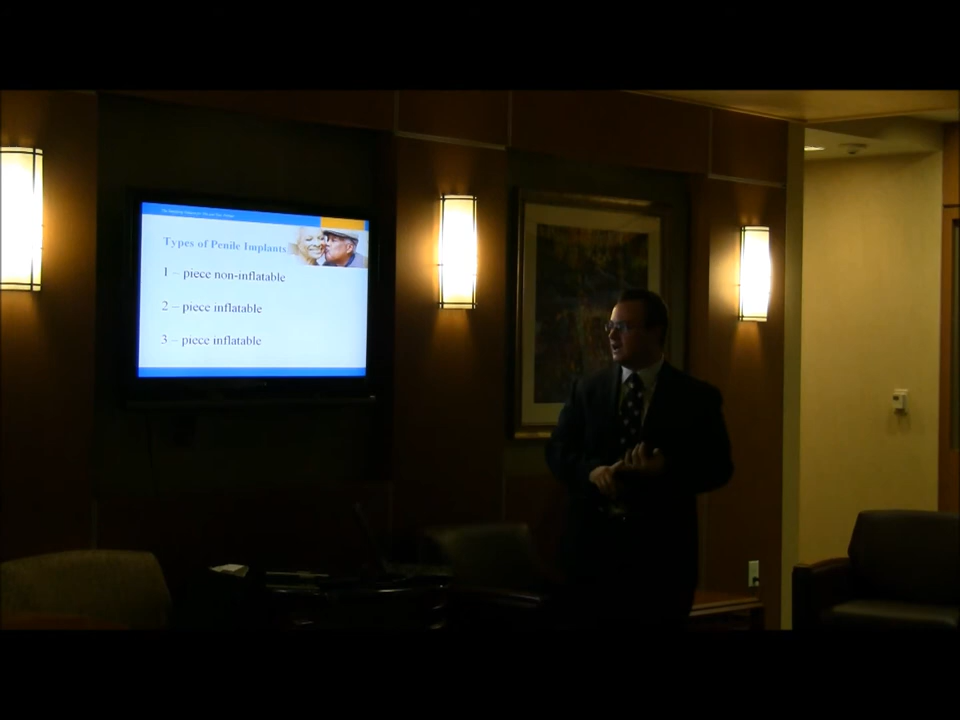 Types of Penile Implants
1 – piece non-inflatable
2 – piece inflatable
3 – piece inflatable